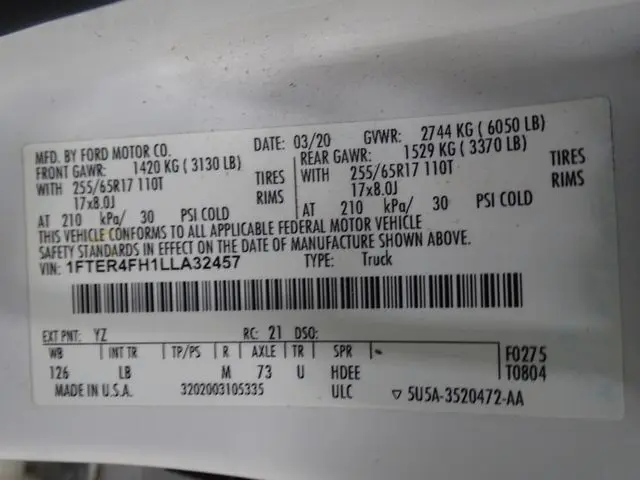 MFD. BY FORD MOTOR CO. DATE: 03/20 GVWR: 2744 KG ( 6050 LB)
FRONT GAWR: 1420 KG ( 3130 LB) REAR GAWR: 1529 KG ( 3370 LB)
WITH 255/65R17 110T TIRES WITH 255/65R17 110T TIRES
17x8.0J RIMS 17x8.0J RIMS
AT 210 kPa/ 30 PSI COLD AT 210 kPa/ 30 PSI COLD
THIS VEHICLE CONFORMS TO ALL APPLICABLE FEDERAL MOTOR VEHICLE
SAFETY STANDARDS IN EFFECT ON THE DATE OF MANUFACTURE SHOWN ABOVE.
VIN: 1FTER4FH1LLA32457 TYPE: Truck
EXT PNT: YZ RC: 21 DSO:
WB INT TR TP/PS R AXLE TR SPR F0275
126 LB M 73 U HDEE T0804
MADE IN U.S.A. 3202003105335 ULC ▽ 5U5A-3520472-AA